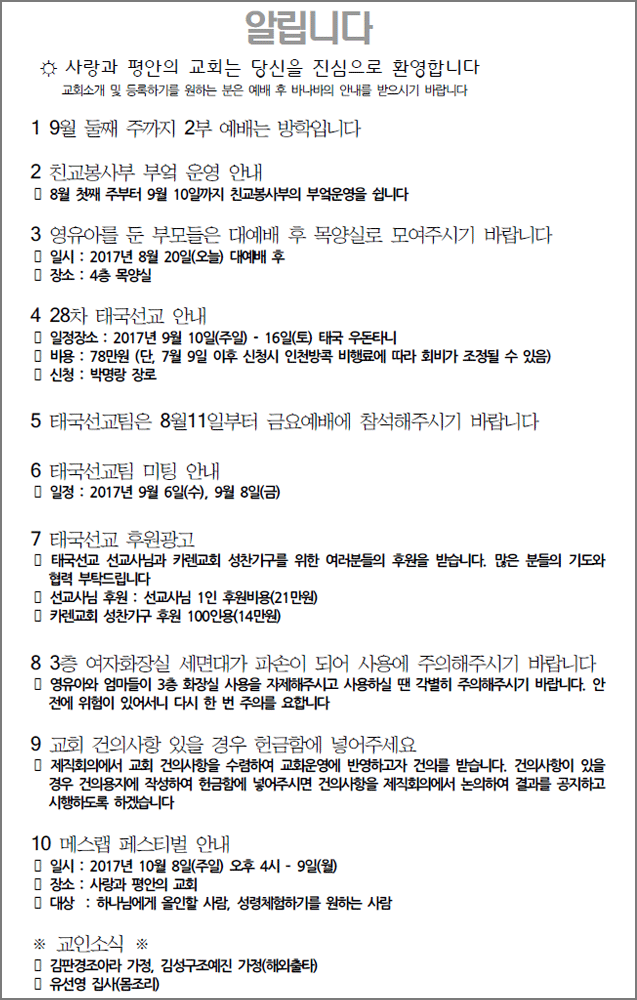 알립니다
☼ 사랑과 평안의 교회는 당신을 진심으로 환영합니다
교회소개 및 등록하기를 원하는 분은 예배 후 바나바의 안내를 받으시기 바랍니다
1 9월 둘째 주까지 2부 예배는 방학입니다
2 친교봉사부 부엌 운영 안내
▯ 8월 첫째 주부터 9월 10일까지 친교봉사부의 부엌운영을 쉽니다
3 영유아를 둔 부모들은 대예배 후 목양실로 모여주시기 바랍니다
▯ 일시 : 2017년 8월 20일(오늘) 대예배 후
▯ 장소 : 4층 목양실
4 28차 태국선교 안내
▯ 일정장소 : 2017년 9월 10일(주일) - 16일(토) 태국 우돈타니
▯ 비용 : 78만원 (단, 7월 9일 이후 신청시 인천방콕 비행료에 따라 회비가 조정될 수 있음)
▯ 신청 : 박명랑 장로
5 태국선교팀은 8월11일부터 금요예배에 참석해주시기 바랍니다
6 태국선교팀 미팅 안내
▯ 일정 : 2017년 9월 6일(수), 9월 8일(금)
7 태국선교 후원광고
▯ 태국선교 선교사님과 카렌교회 성찬기구를 위한 여러분들의 후원을 받습니다. 많은 분들의 기도와
협력 부탁드립니다
▯ 선교사님 후원 : 선교사님 1인 후원비용(21만원)
▯ 카렌교회 성찬기구 후원 100인용(14만원)
8 3층 여자화장실 세면대가 파손이 되어 사용에 주의해주시기 바랍니다
▯ 영유아와 엄마들이 3층 화장실 사용을 자제해주시고 사용하실 땐 각별히 주의해주시기 바랍니다. 안
전에 위험이 있어서니 다시 한 번 주의를 요합니다
9 교회 건의사항 있을 경우 헌금함에 넣어주세요
▯ 제직회의에서 교회 건의사항을 수렴하여 교회운영에 반영하고자 건의를 받습니다. 건의사항이 있을
경우 건의용지에 작성하여 헌금함에 넣어주시면 건의사항을 제직회의에서 논의하여 결과를 공지하고
시행하도록 하겠습니다
10 메스랩 페스티벌 안내
▯ 일시 : 2017년 10월 8일(주일) 오후 4시 - 9일(월)
▯ 장소 : 사랑과 평안의 교회
▯ 대상 : 하나님에게 올인할 사람, 성령체험하기를 원하는 사람
※ 교인소식 ※
▯ 김판경조아라 가정, 김성구조예진 가정(해외출타)
▯ 유선영 집사(몸조리)